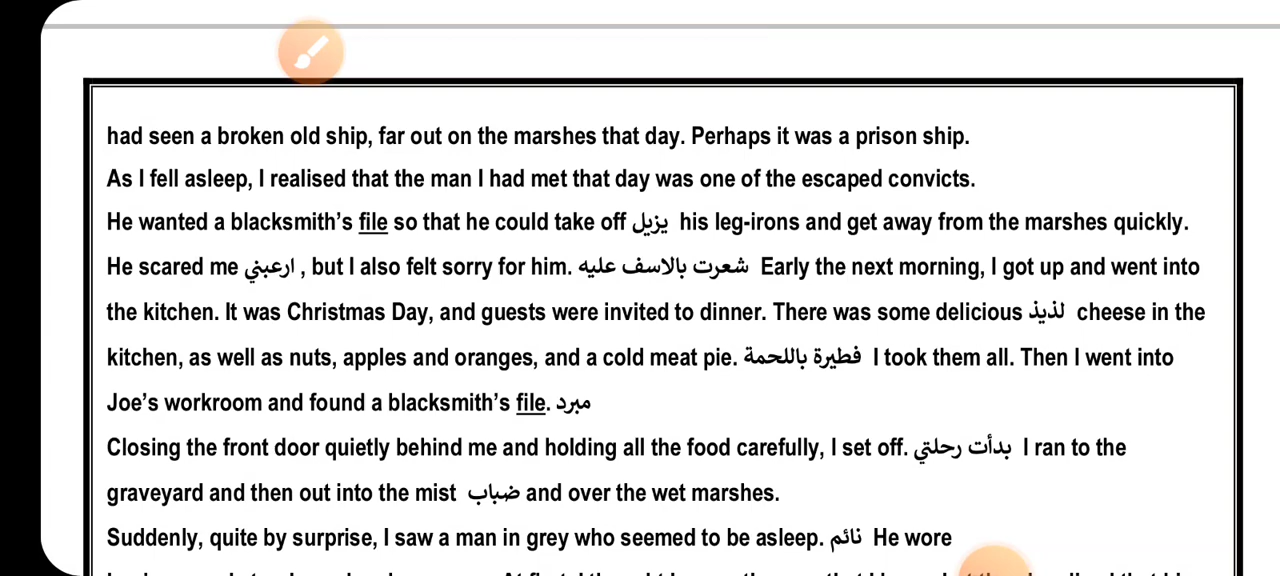 had seen a broken old ship, far out on the marshes that day. Perhaps it was a prison ship.
As I fell asleep, I realised that the man I had met that day was one of the escaped convicts.
He wanted a blacksmith’s file so that he could take off يزيل his leg-irons and get away from the marshes quickly.
He scared me ارعبني , but I also felt sorry for him. شعرت بالاسف عليه Early the next morning, I got up and went into
the kitchen. It was Christmas Day, and guests were invited to dinner. There was some delicious لذيذ cheese in the
kitchen, as well as nuts, apples and oranges, and a cold meat pie. فطيرة باللحمة I took them all. Then I went into
Joe’s workroom and found a blacksmith’s file. مبرد
Closing the front door quietly behind me and holding all the food carefully, I set off. بدأت رحلتي I ran to the
graveyard and then out into the mist ضباب and over the wet marshes.
Suddenly, quite by surprise, I saw a man in grey who seemed to be asleep. نائم He wore